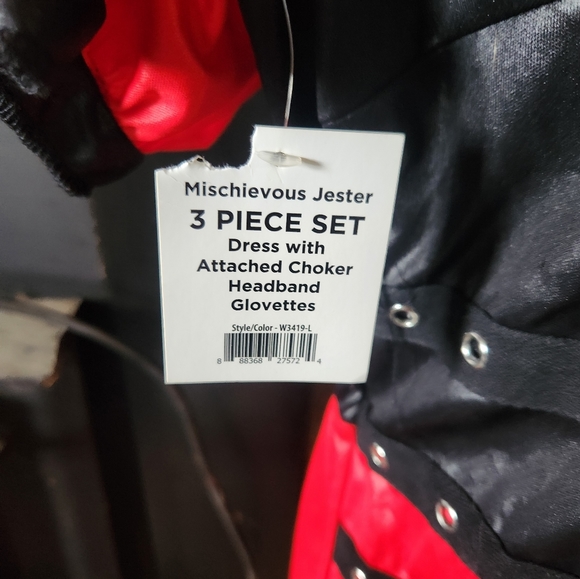 Mischievous Jester
3 PIECE SET
Dress with
Attached Choker
Headband
Glovettes
Style/Color - W3419-L
8 88368 27572 4